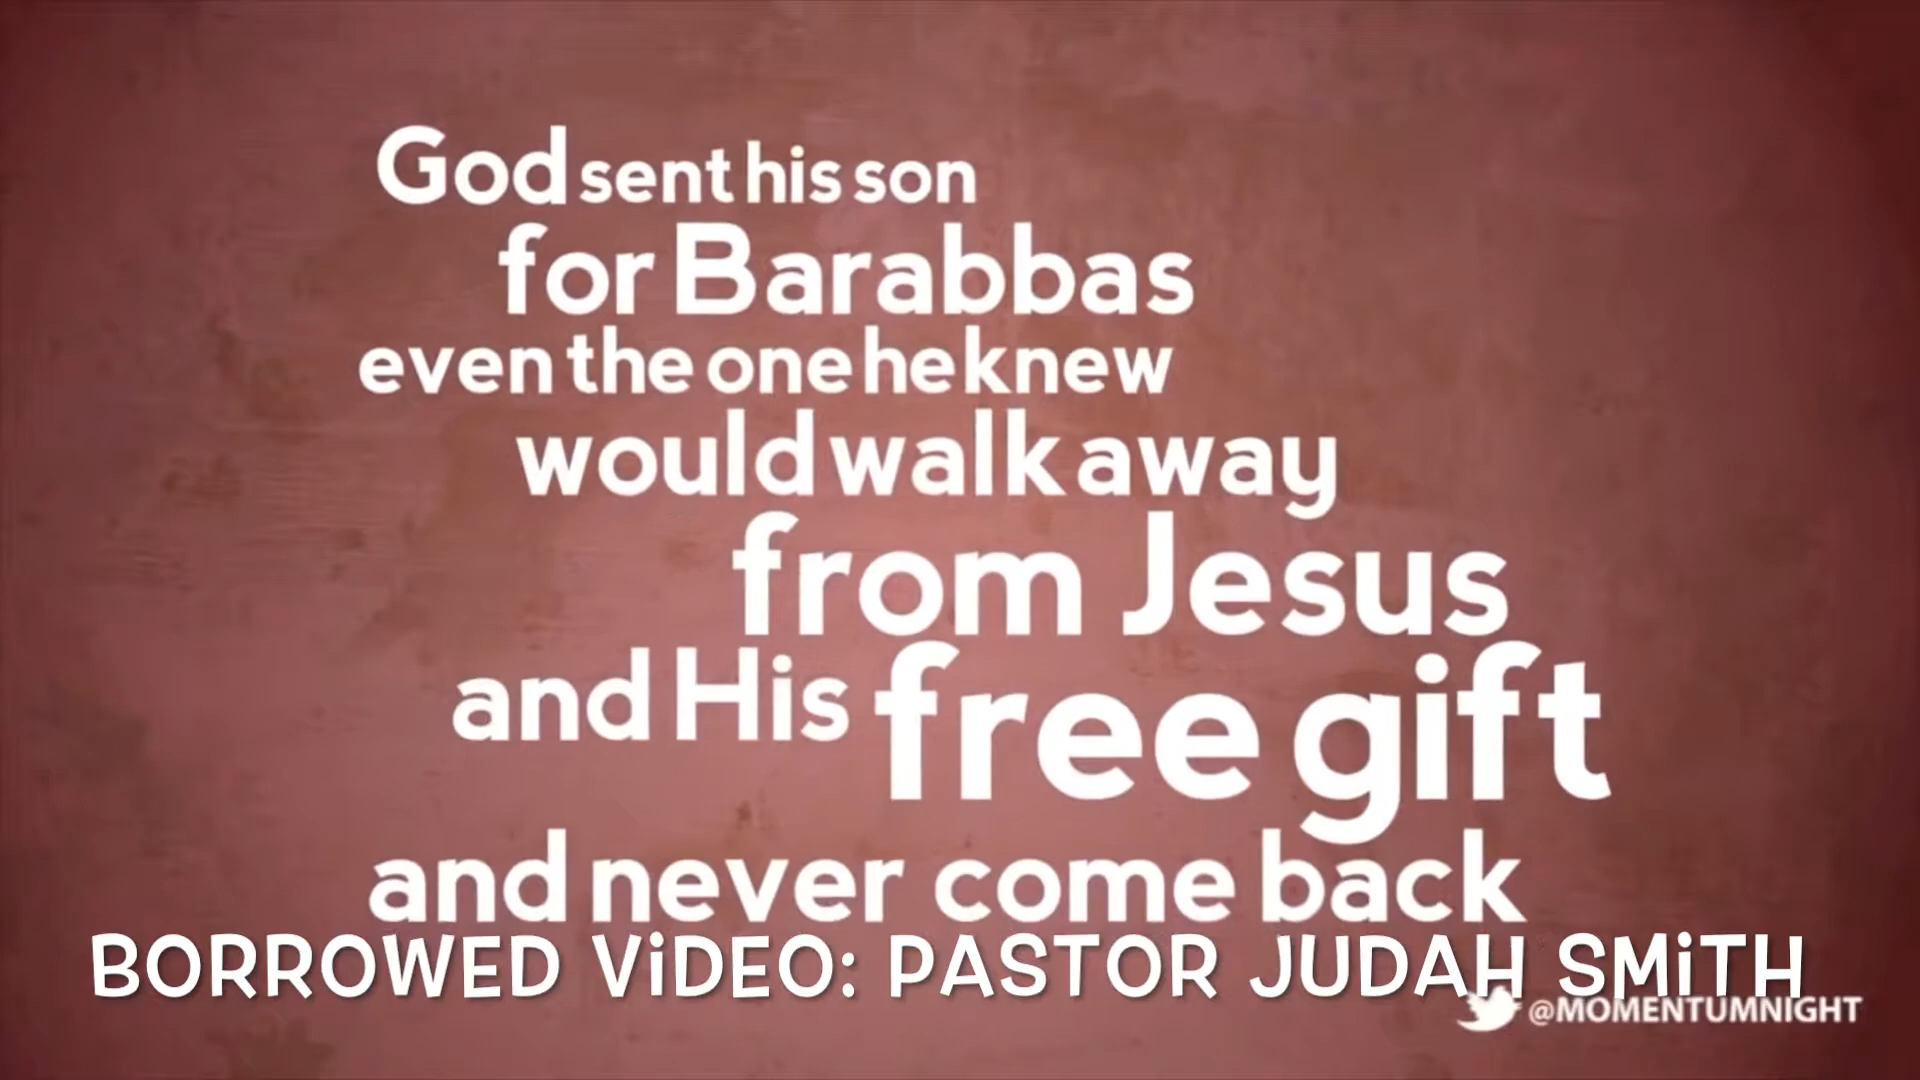 God sent his son
for Barabbas
even the one he knew
would walk away
from Jesus
and His free gift
and never come back
BORROWED ViDEO: PASTOR JUDAH SMiTH
@MOMENTUMNIGHT